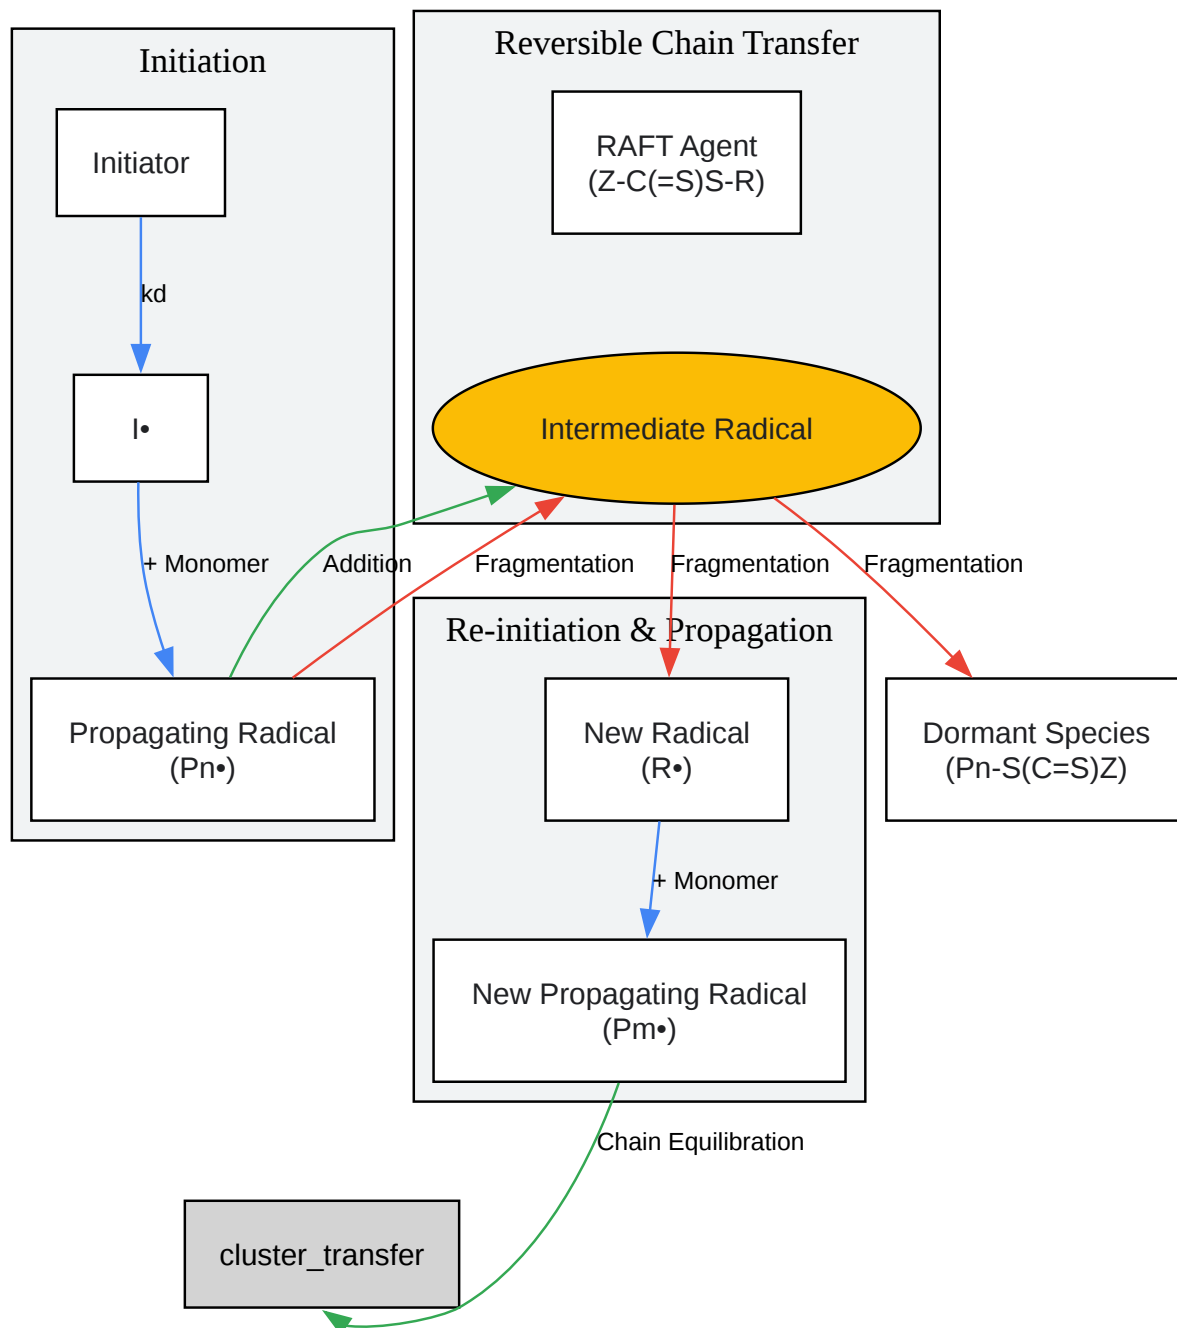 Initiation
Reversible Chain Transfer
Initiator
RAFT Agent
(Z-C(=S)S-R)
kd
I•
Intermediate Radical
+ Monomer
Addition
Fragmentation
Fragmentation
Fragmentation
Re-initiation & Propagation
Propagating Radical
(Pn•)
New Radical
(R•)
Dormant Species
(Pn-S(C=S)Z)
+ Monomer
New Propagating Radical
(Pm•)
Chain Equilibration
cluster_transfer